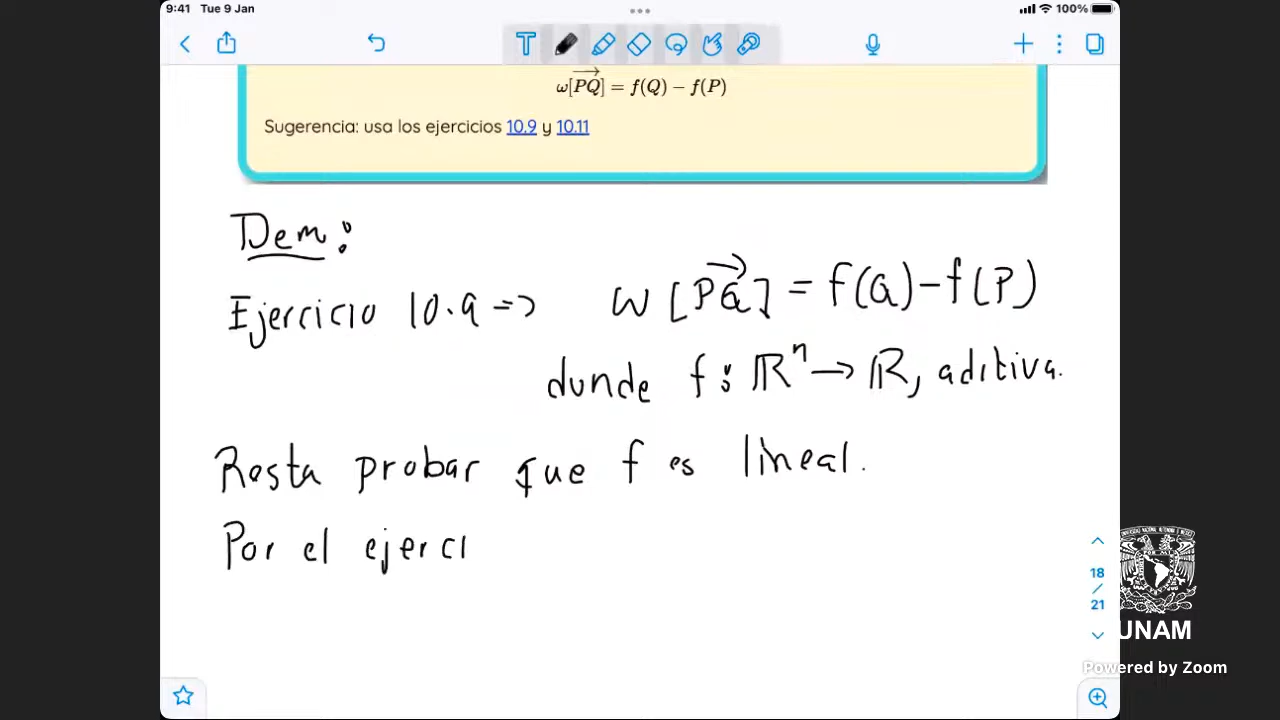 9:41 Tue 9 Jan
100%
ω[PQ⃗] = f(Q) − f(P)
Sugerencia: usa los ejercicios 10.9 y 10.11
Dem:
Ejercicio 10.9 => ω[PQ⃗] = f(Q) − f(P)
donde f: ℝⁿ → ℝ, aditiva.
Resta probar que f es lineal.
Por el ejerci
18
/
21
UNAM
Powered by Zoom